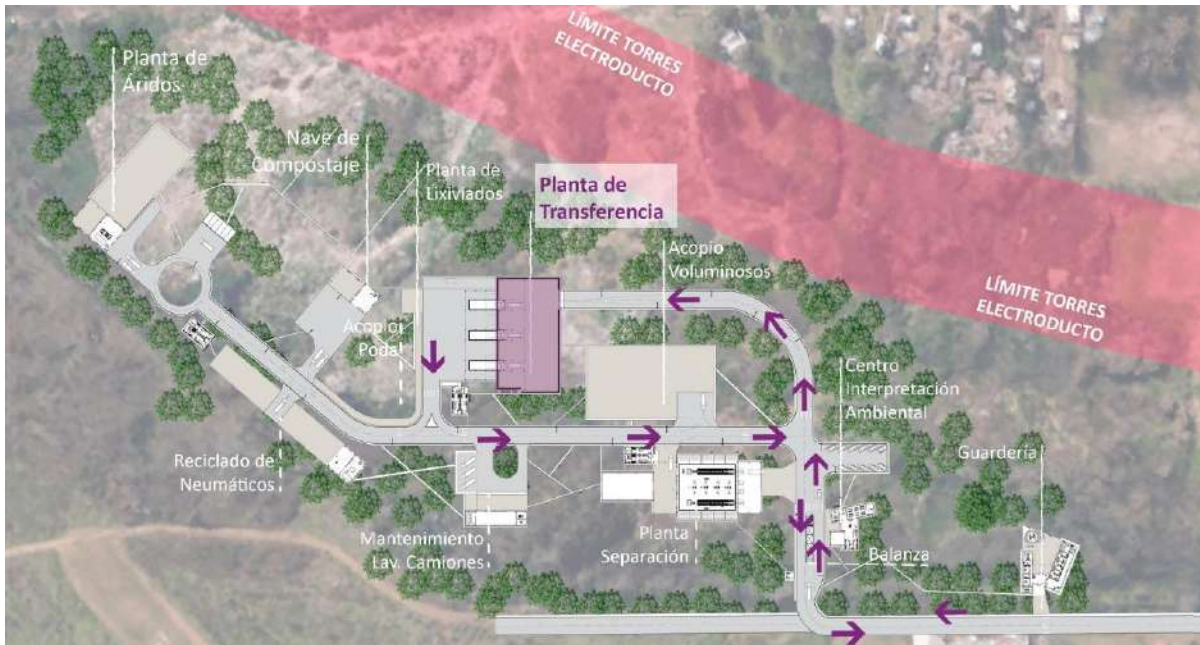 LÍMITE TORRES
ELECTRODUCTO
Planta de
Áridos
Nave de
Compostaje
Planta de
Lixiviados
Planta de
Transferencia
Acopio
Voluminosos
LÍMITE TORRES
ELECTRODUCTO
Acopio
Poda
Centro
Interpretación
Ambiental
Guardería
Reciclado de
Neumáticos
Mantenimiento
Lav. Camiones
Planta
Separación
Balanza